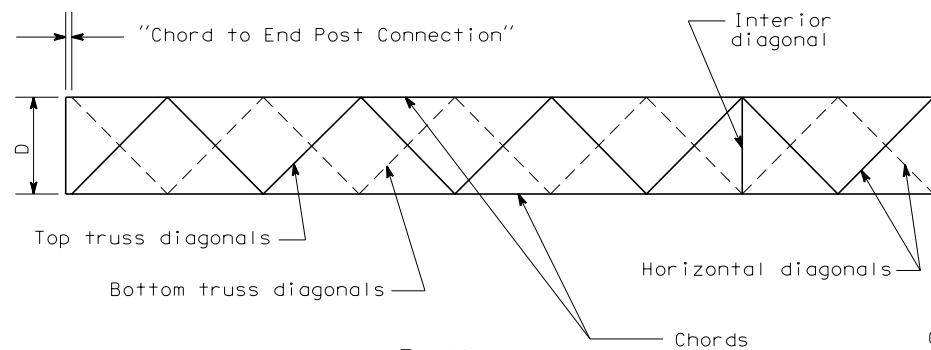 "Chord to End Post Connection"
Interior
diagonal
D
Top truss diagonals
Bottom truss diagonals
Horizontal diagonals
Chords